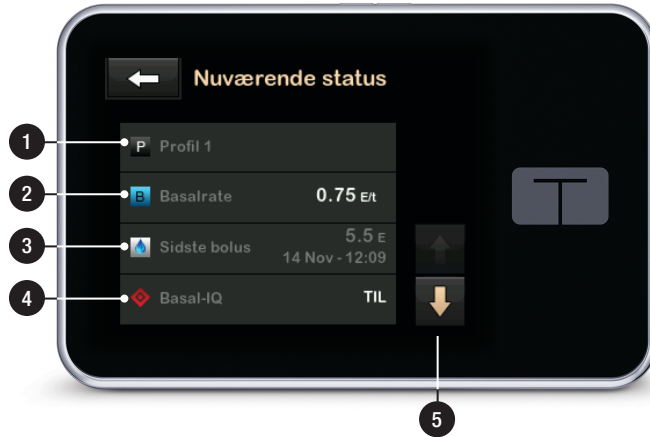 Nuværende status
1
P Profil 1
2
B Basalrate 0.75 E/t
3
Sidste bolus 5.5 E
14 Nov - 12:09
4
Basal-IQ TIL
5